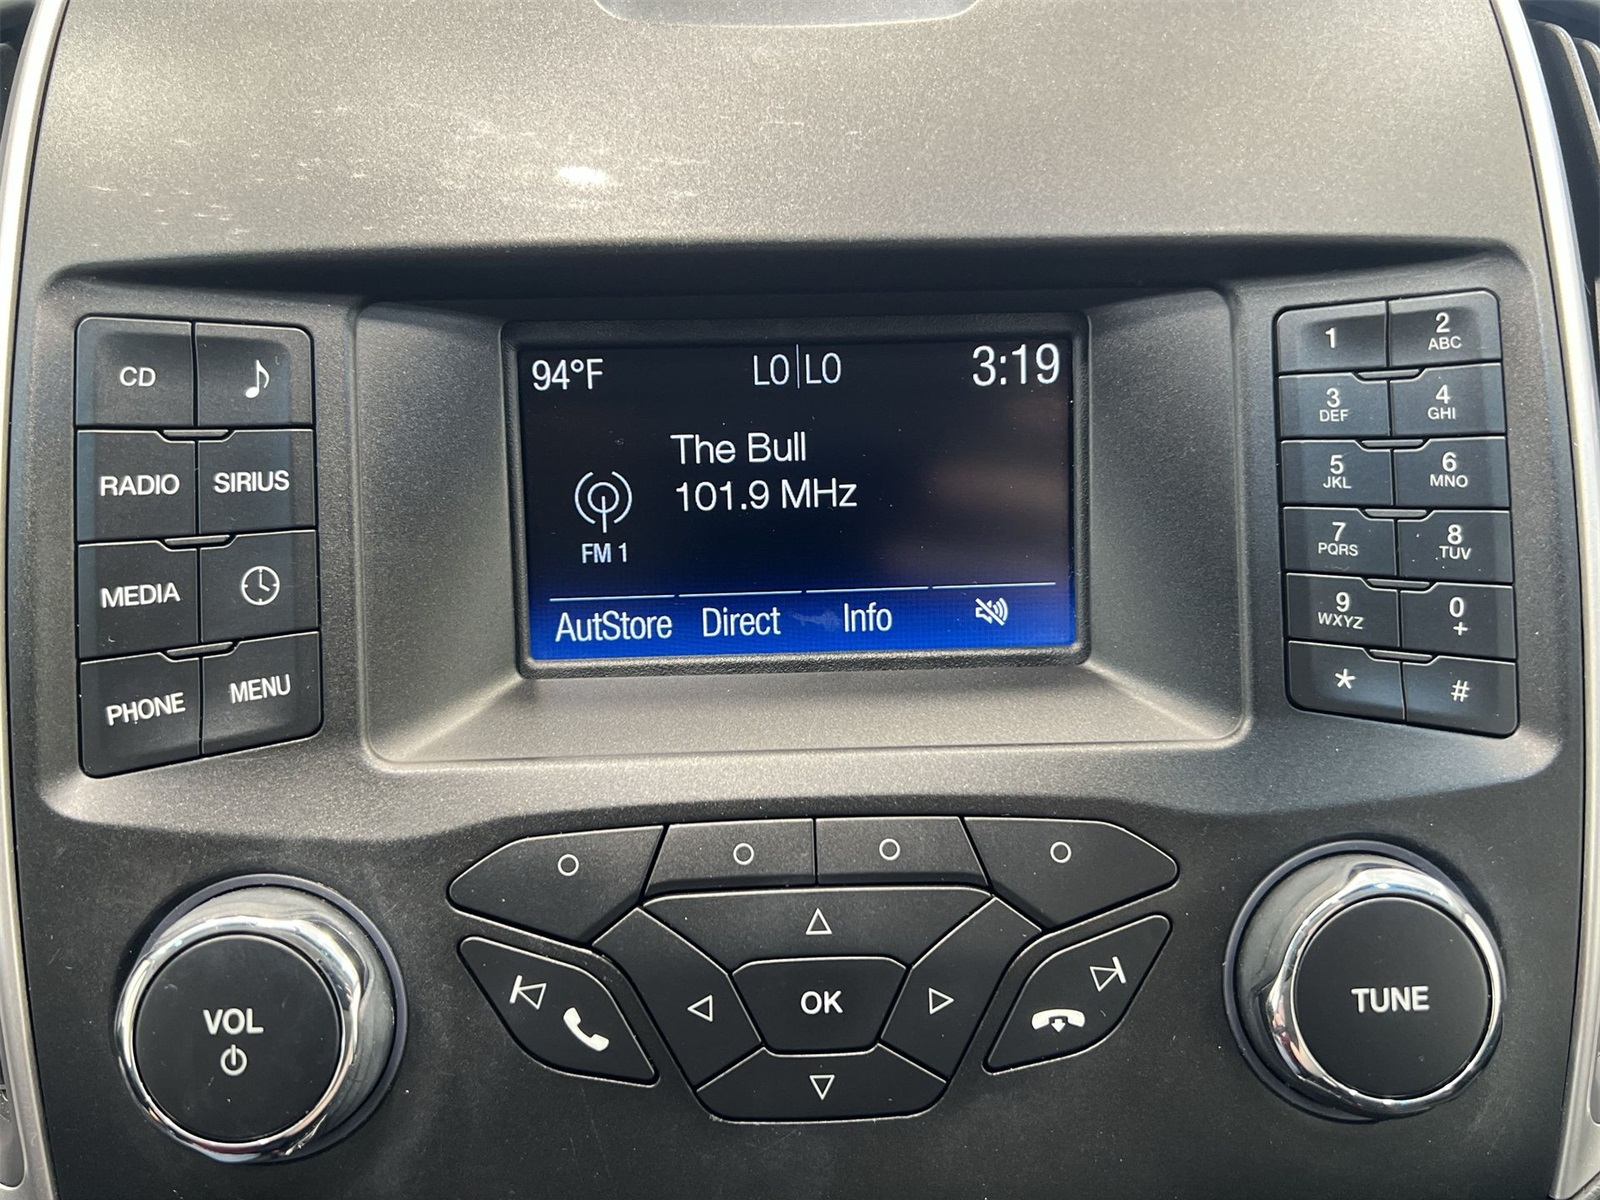 94°F LO|LO 3:19
The Bull
101.9 MHz
FM 1
AutStore Direct Info
CD
RADIO SIRIUS
MEDIA
PHONE MENU
1 2 ABC
3 DEF 4 GHI
5 JKL 6 MNO
7 PQRS 8 TUV
9 WXYZ 0 +
* #
VOL
OK
TUNE